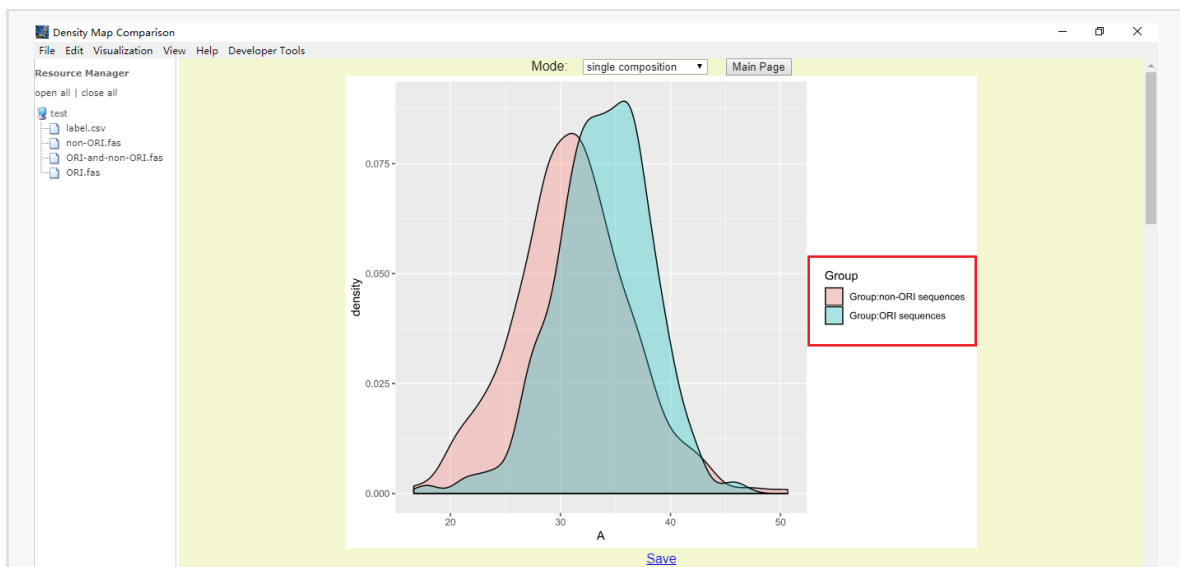 Density Map Comparison
File Edit Visualization View Help Developer Tools
Resource Manager
open all | close all
test
label.csv
non-ORI.fas
ORI-and-non-ORI.fas
ORI.fas
Mode: single composition Main Page
0.075
0.050
0.025
0.000
density
20 30 40 50
A
Group
Group:non-ORI sequences
Group:ORI sequences
Save